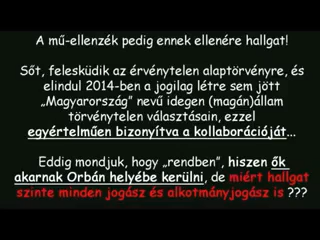 A mű-ellenzék pedig ennek ellenére hallgat!
Sőt, felesküdik az érvénytelen alaptörvényre, és
elindul 2014-ben a jogilag létre sem jött
„Magyarország” nevű idegen (magán)állam
törvénytelen választásain, ezzel
egyértelműen bizonyítva a kollaborációját...
Eddig mondjuk, hogy „rendben”, hiszen ők
akarnak Orbán helyébe kerülni, de miért hallgat
szinte minden jogász és alkotmányjogász is ???